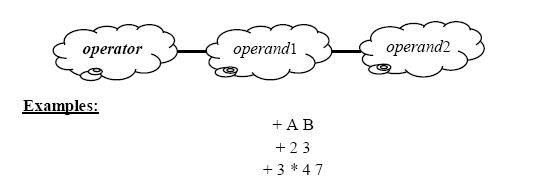 operator operand1 operand2
Examples:
+ A B
+ 2 3
+ 3 * 4 7